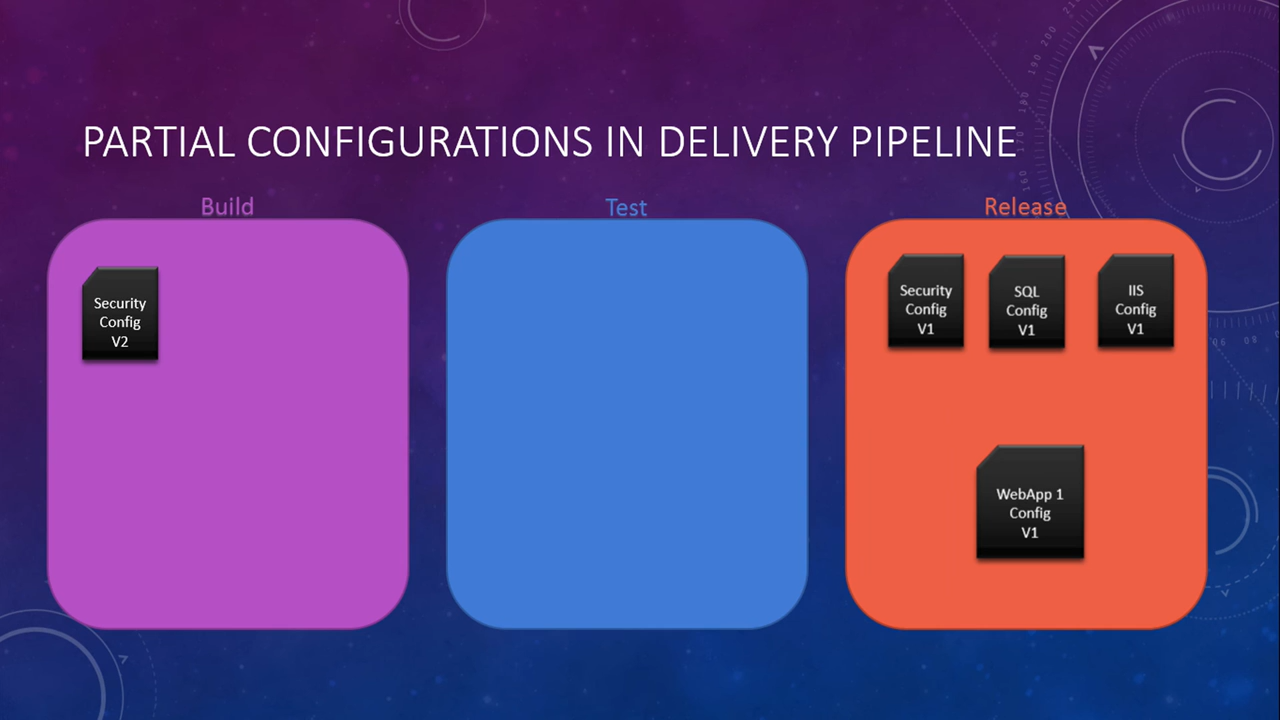 PARTIAL CONFIGURATIONS IN DELIVERY PIPELINE
Build
Test
Release
Security
Config
V2
Security
Config
V1
SQL
Config
V1
IIS
Config
V1
WebApp 1
Config
V1